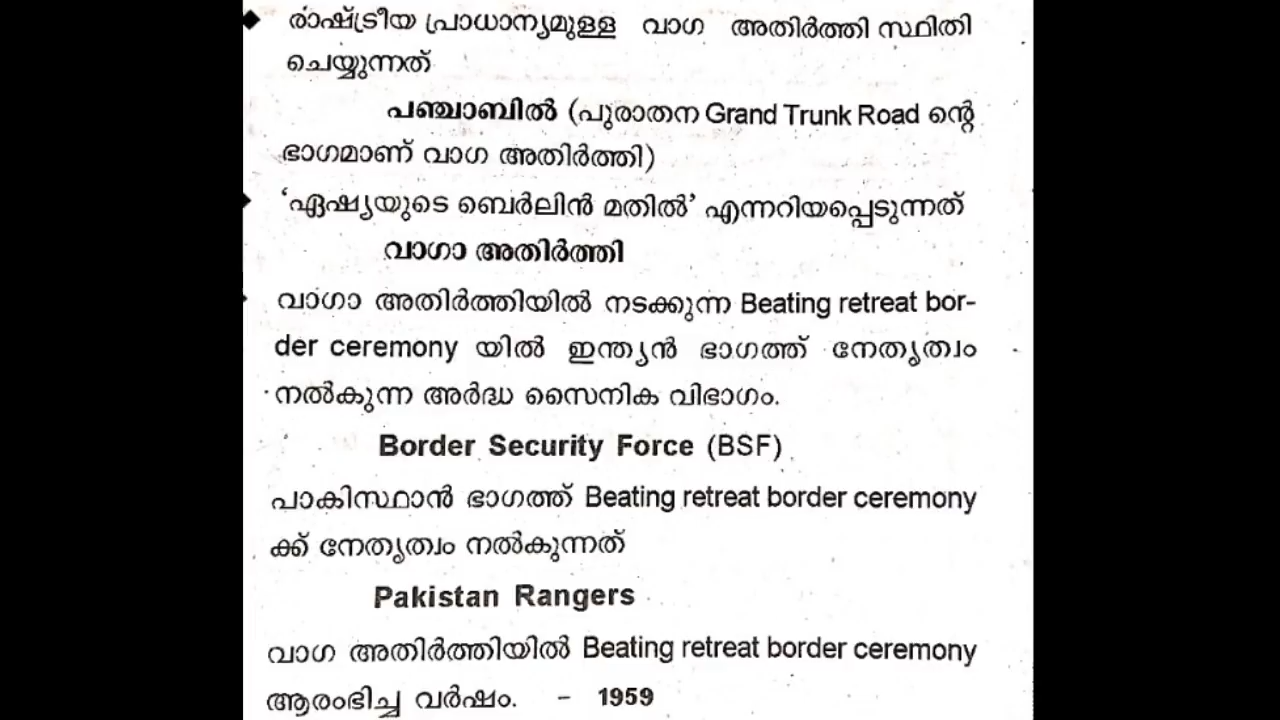 ◆ രാഷ്ട്രീയ പ്രാധാന്യമുള്ള വാഗ അതിർത്തി സ്ഥിതി
ചെയ്യുന്നത്
പഞ്ചാബിൽ (പുരാതന Grand Trunk Road ന്റെ
ഭാഗമാണ് വാഗ അതിർത്തി)
'ഏഷ്യയുടെ ബെർലിൻ മതിൽ' എന്നറിയപ്പെടുന്നത്
വാഗാ അതിർത്തി
വാഗാ അതിർത്തിയിൽ നടക്കുന്ന Beating retreat bor-
der ceremony യിൽ ഇന്ത്യൻ ഭാഗത്ത് നേതൃത്വം
നൽകുന്ന അർദ്ധ സൈനിക വിഭാഗം.
Border Security Force (BSF)
പാകിസ്ഥാൻ ഭാഗത്ത് Beating retreat border ceremony
ക്ക് നേതൃത്വം നൽകുന്നത്
Pakistan Rangers
വാഗ അതിർത്തിയിൽ Beating retreat border ceremony
ആരംഭിച്ച വർഷം. - 1959